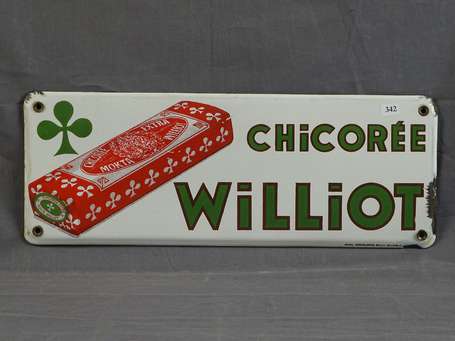 342
CHiCORÉE
WiLLiOT
EXTRA
MOKTA